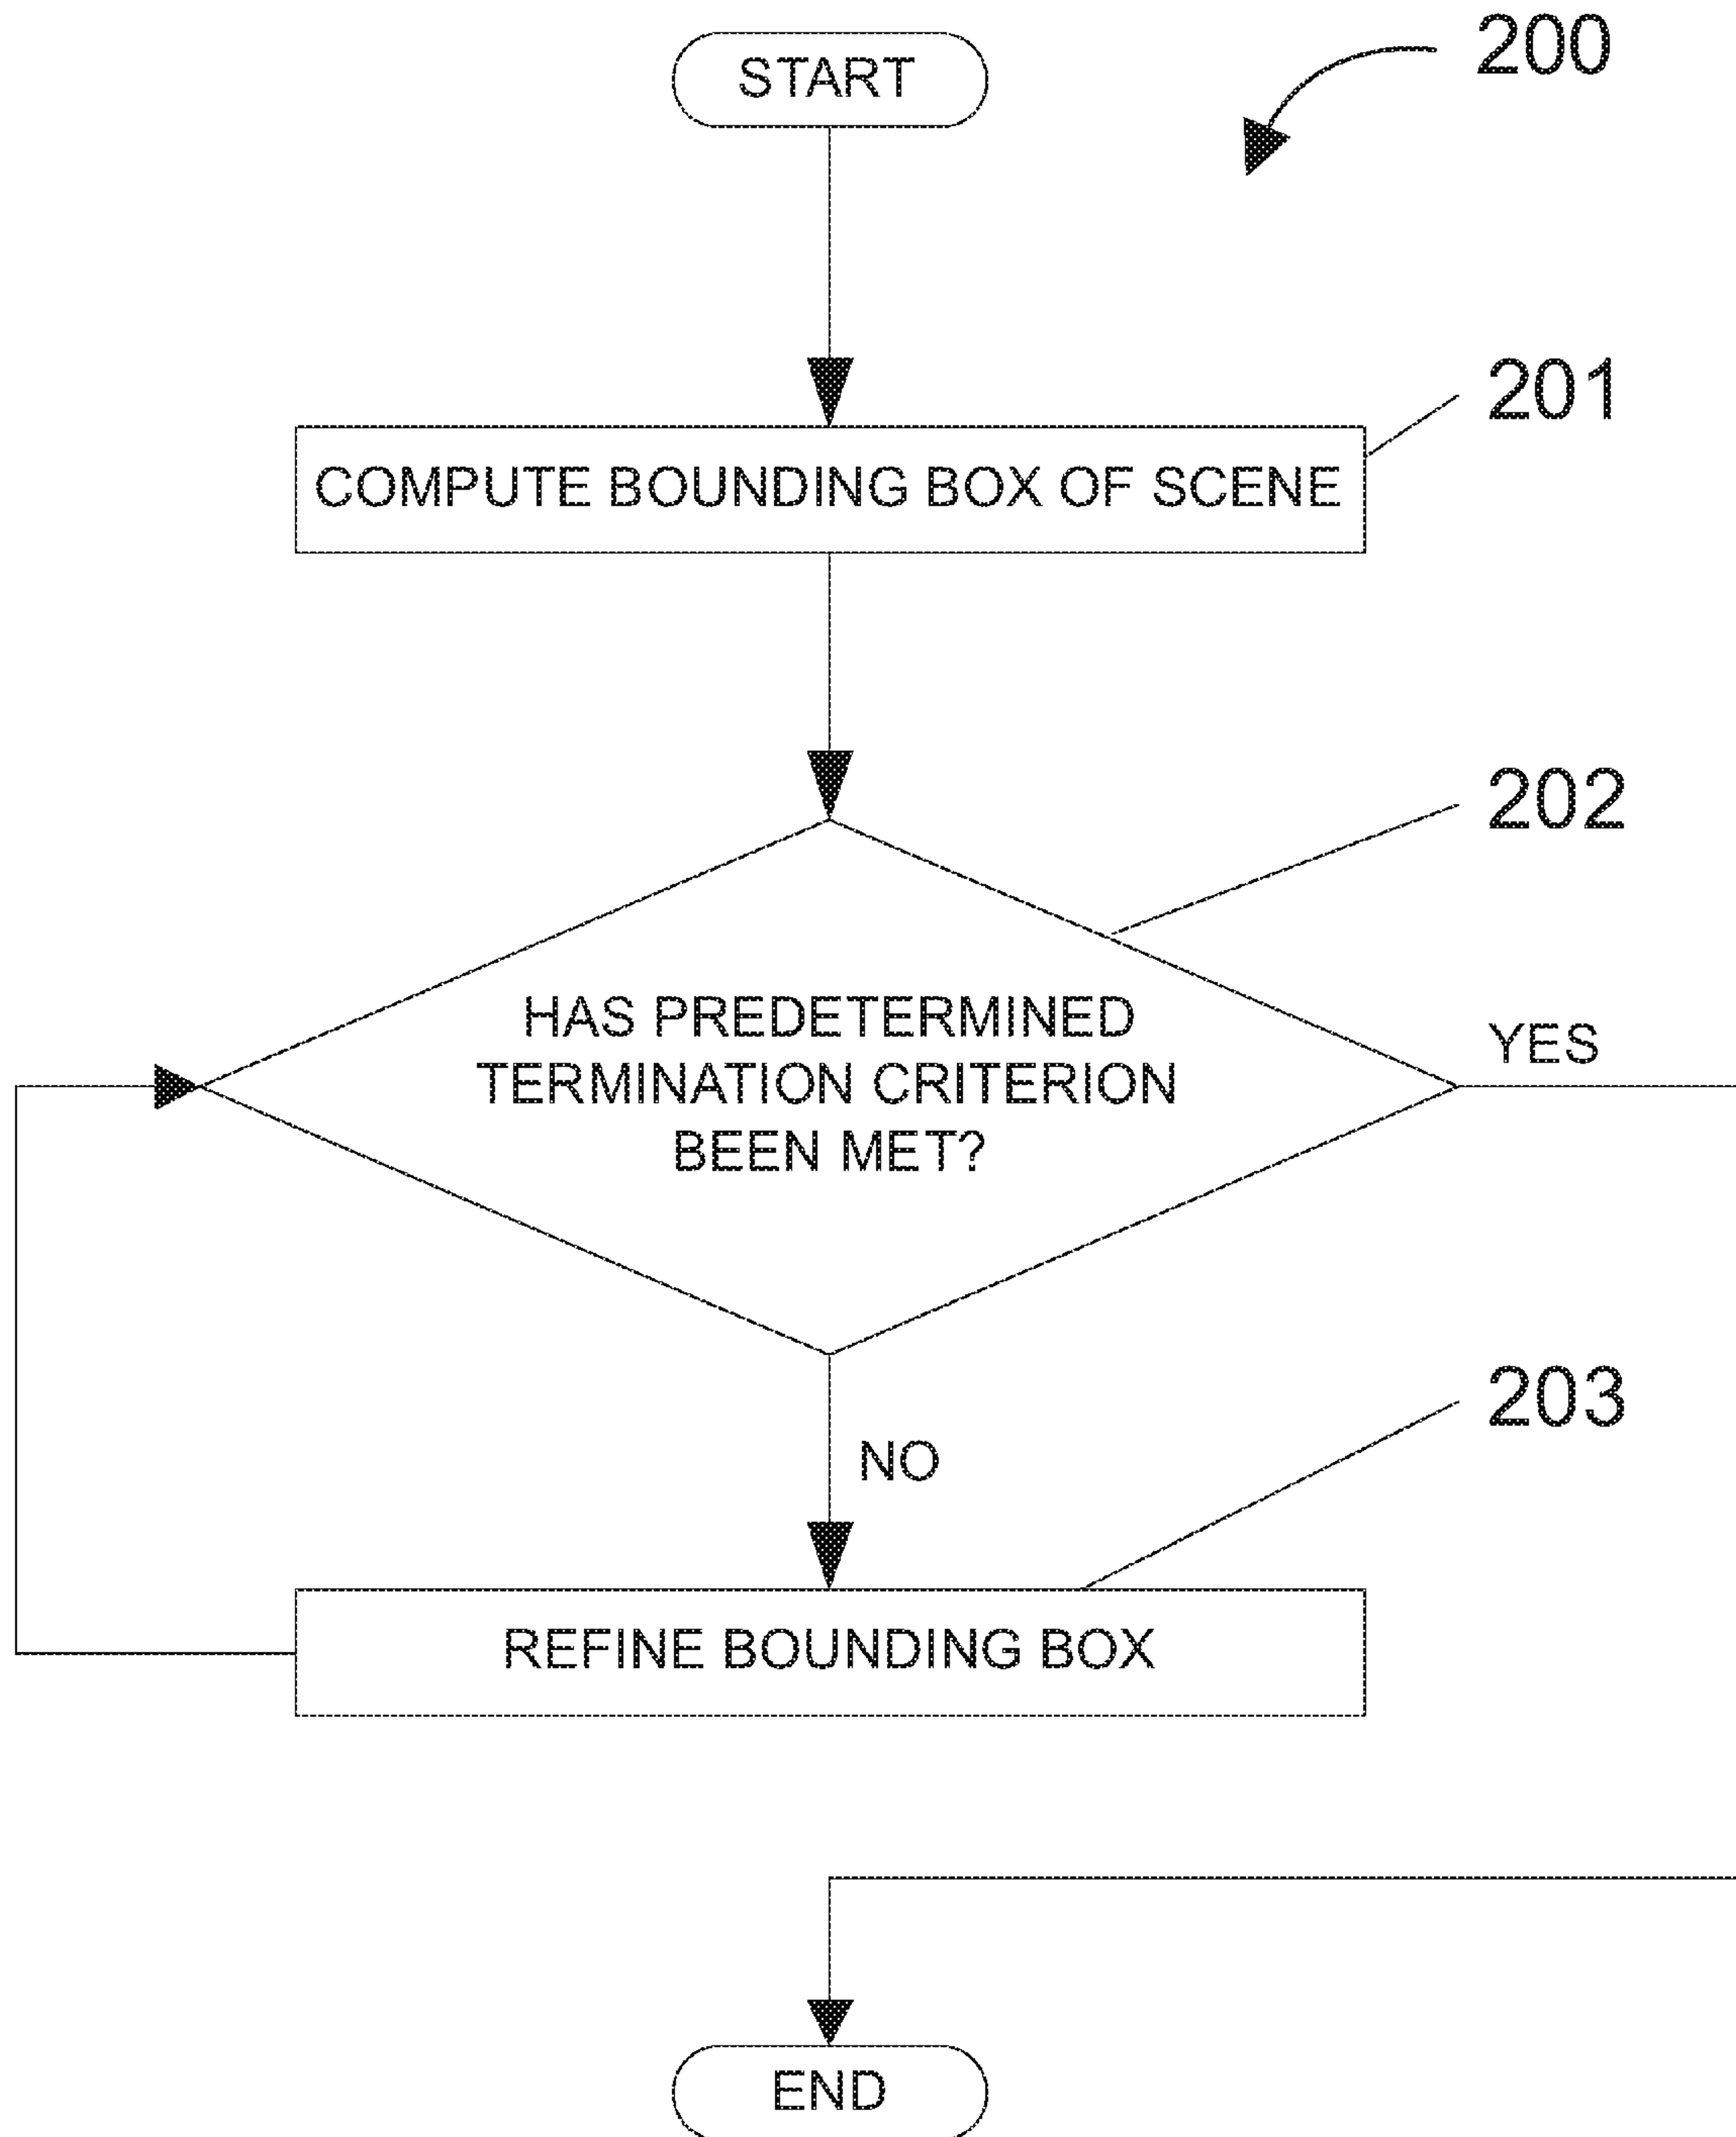 START
200
201
COMPUTE BOUNDING BOX OF SCENE
202
HAS PREDETERMINED
TERMINATION CRITERION
BEEN MET?
YES
203
NO
REFINE BOUNDING BOX
END